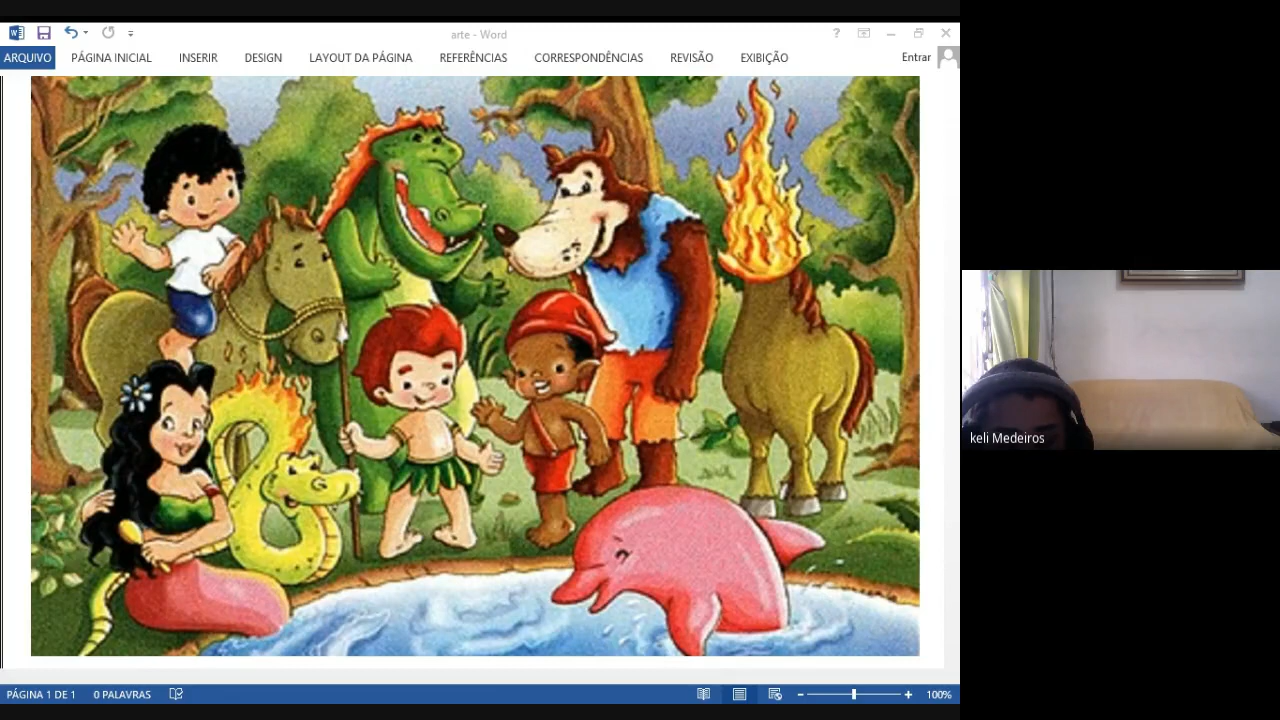 arte - Word
ARQUIVO PÁGINA INICIAL INSERIR DESIGN LAYOUT DA PÁGINA REFERÊNCIAS CORRESPONDÊNCIAS REVISÃO EXIBIÇÃO Entrar
keli Medeiros
PÁGINA 1 DE 1 0 PALAVRAS 100%